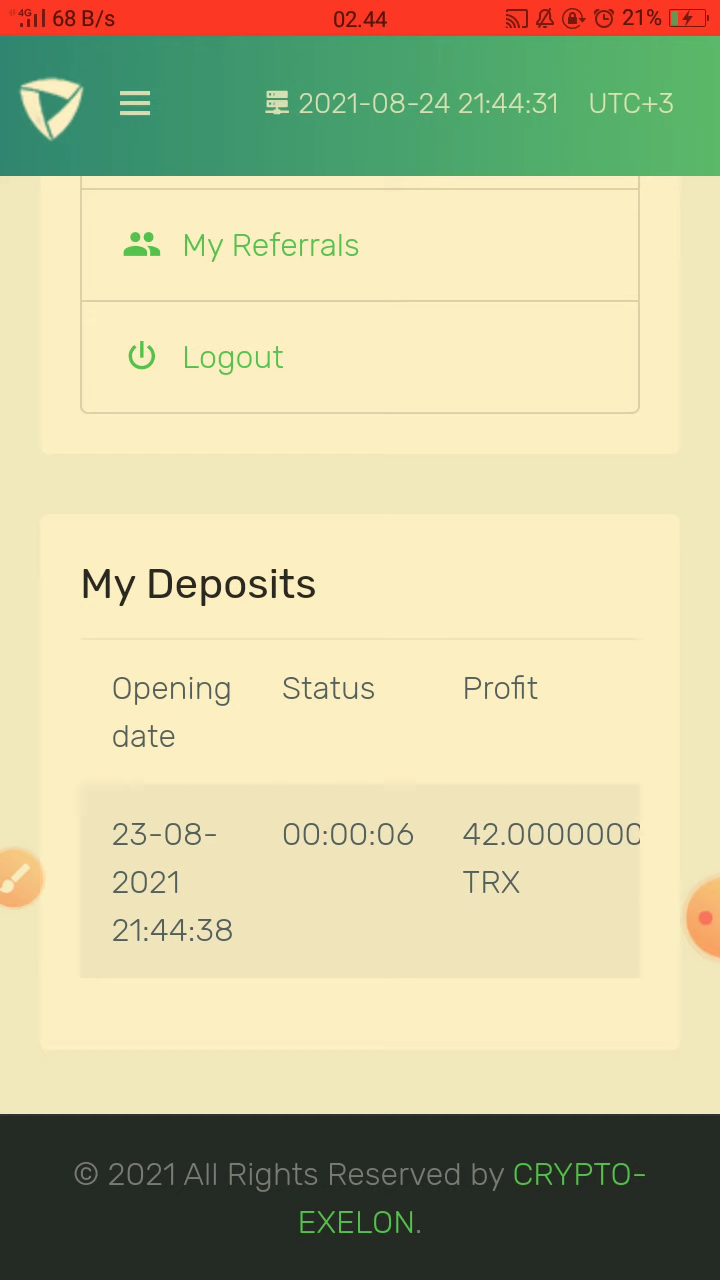 4G 68 B/s 02.44 21%
2021-08-24 21:44:31 UTC+3
My Referrals
Logout
My Deposits
Opening date Status Profit
23-08-2021 21:44:38 00:00:06 42.0000000 TRX
© 2021 All Rights Reserved by CRYPTO-
EXELON.